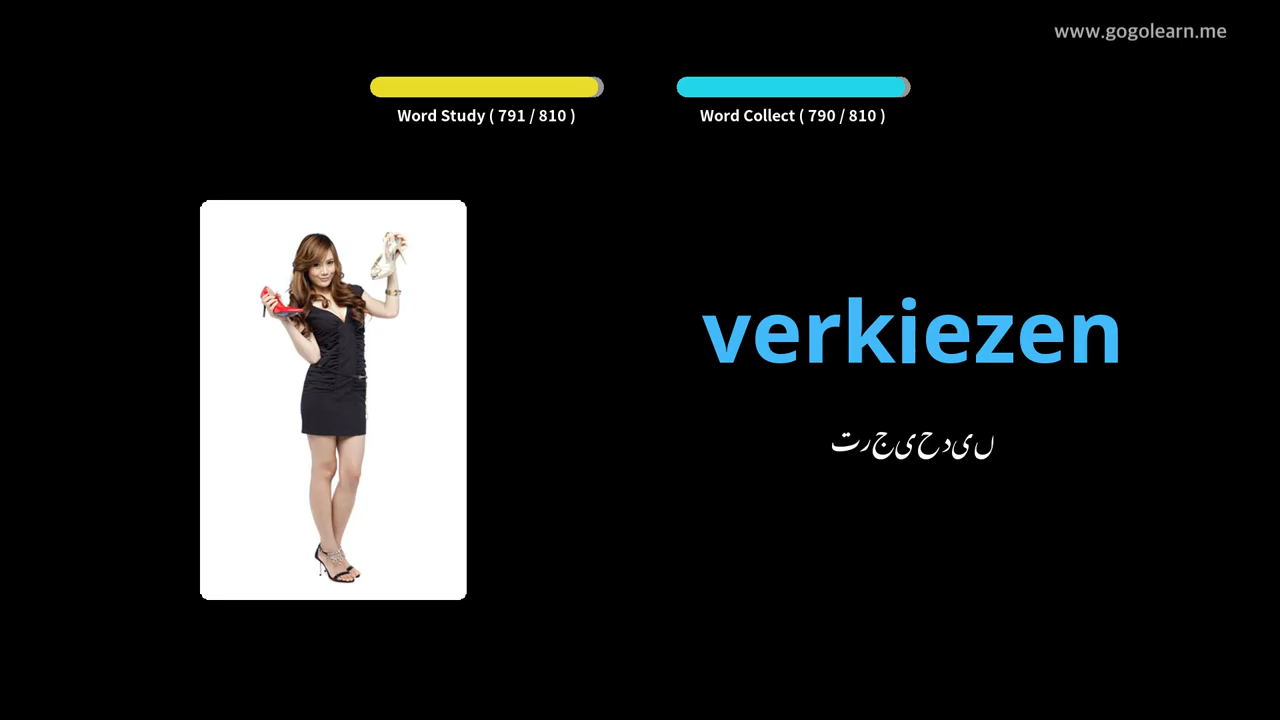 www.gogolearn.me
Word Study ( 791 / 810 )
Word Collect ( 790 / 810 )
verkiezen
ترجیح دیں